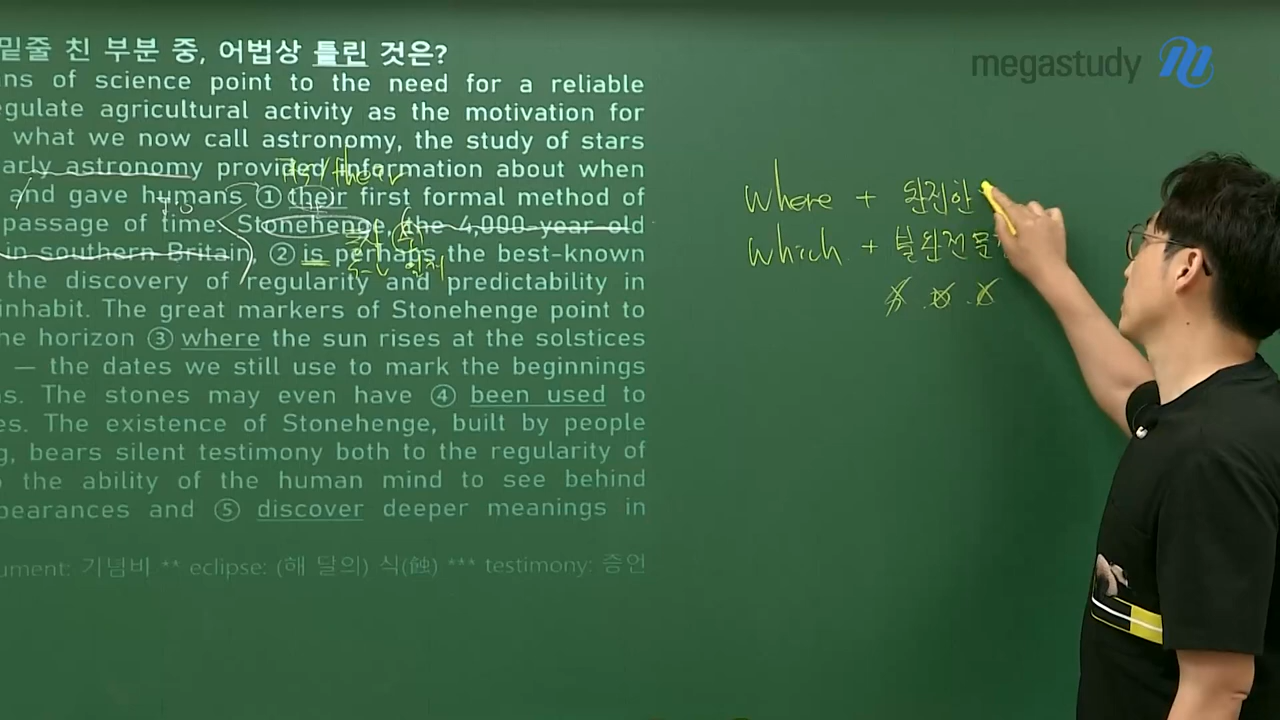 밑줄 친 부분 중, 어법상 틀린 것은?
ns of science point to the need for a reliable
egulate agricultural activity as the motivation for
what we now call astronomy, the study of stars
arly astronomy provided information about when
and gave humans ① their first formal method of
passage of time. Stonehenge, the 4,000-year-old
in southern Britain, ② is perhaps the best-known
the discovery of regularity and predictability in
inhabit. The great markers of Stonehenge point to
ne horizon ③ where the sun rises at the solstices
— the dates we still use to mark the beginnings
ns. The stones may even have ④ been used to
es. The existence of Stonehenge, built by people
g, bears silent testimony both to the regularity of
the ability of the human mind to see behind
pearances and ⑤ discover deeper meanings in
ument: 기념비 ** eclipse: (해 달의) 식(蝕) *** testimony: 증언
its/their
megastudy
where + 완전한
which + 불완전문